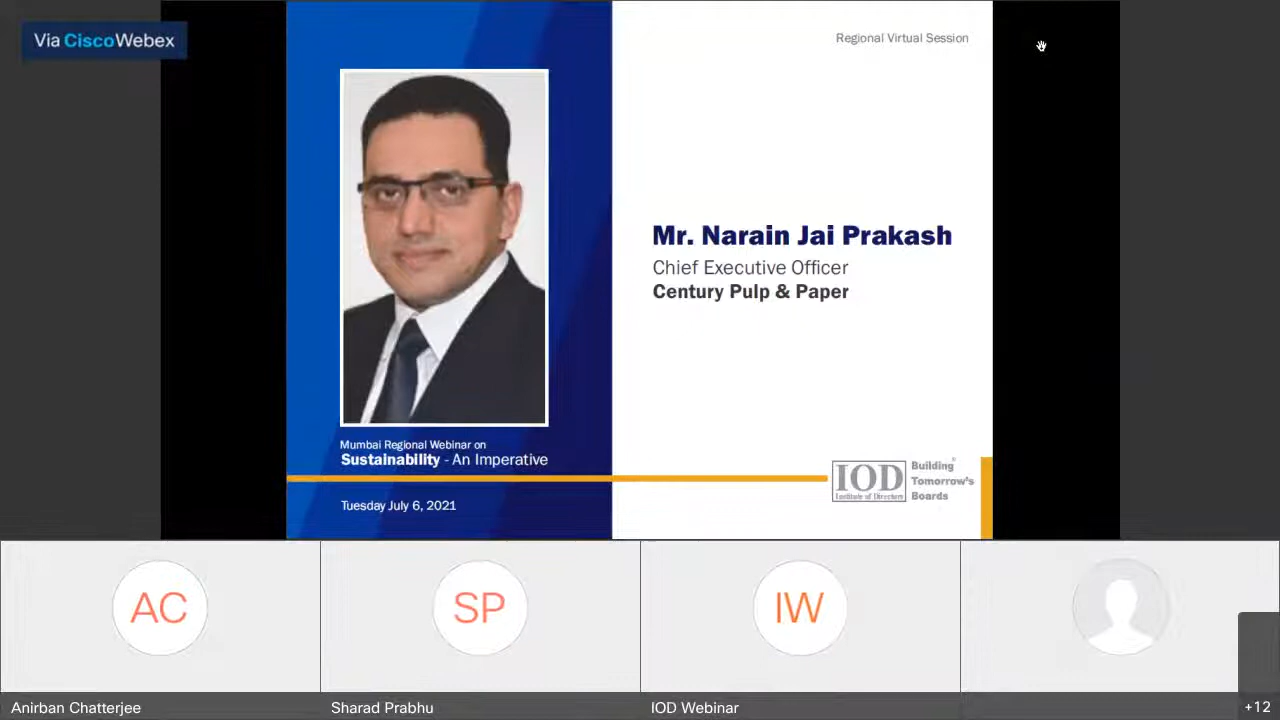 Via CiscoWebex
Regional Virtual Session
Mr. Narain Jai Prakash
Chief Executive Officer
Century Pulp & Paper
Mumbai Regional Webinar on
Sustainability - An Imperative
Tuesday July 6, 2021
IOD
Institute of Directors
Building
Tomorrow's
Boards
AC
SP
IW
Anirban Chatterjee
Sharad Prabhu
IOD Webinar
+12